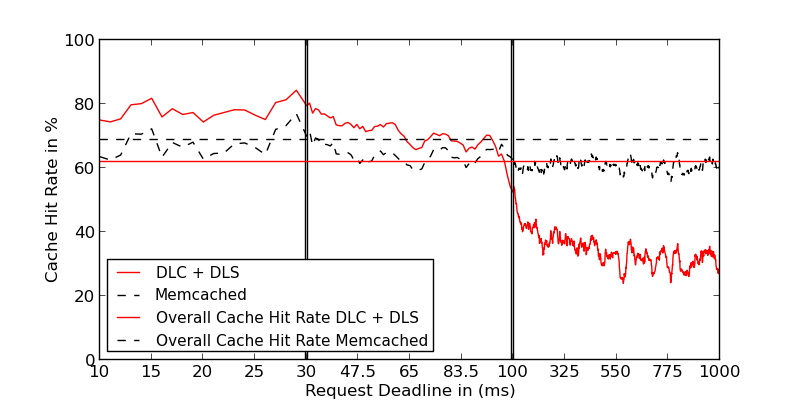 100
80
60
40
20
0
Cache Hit Rate in %
DLC + DLS
Memcached
Overall Cache Hit Rate DLC + DLS
Overall Cache Hit Rate Memcached
10 15 20 25 30 47.5 65 83.5 100 325 550 775 1000
Request Deadline in (ms)